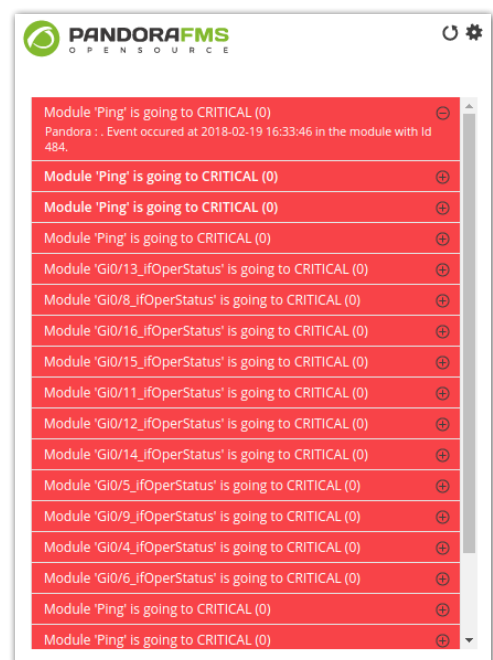 PANDORAFMS
OPENSOURCE
Module 'Ping' is going to CRITICAL (0)
Pandora : . Event occured at 2018-02-19 16:33:46 in the module with Id
484.
Module 'Ping' is going to CRITICAL (0)
Module 'Ping' is going to CRITICAL (0)
Module 'Ping' is going to CRITICAL (0)
Module 'Gi0/13_ifOperStatus' is going to CRITICAL (0)
Module 'Gi0/8_ifOperStatus' is going to CRITICAL (0)
Module 'Gi0/16_ifOperStatus' is going to CRITICAL (0)
Module 'Gi0/15_ifOperStatus' is going to CRITICAL (0)
Module 'Gi0/11_ifOperStatus' is going to CRITICAL (0)
Module 'Gi0/12_ifOperStatus' is going to CRITICAL (0)
Module 'Gi0/14_ifOperStatus' is going to CRITICAL (0)
Module 'Gi0/5_ifOperStatus' is going to CRITICAL (0)
Module 'Gi0/9_ifOperStatus' is going to CRITICAL (0)
Module 'Gi0/4_ifOperStatus' is going to CRITICAL (0)
Module 'Gi0/6_ifOperStatus' is going to CRITICAL (0)
Module 'Ping' is going to CRITICAL (0)
Module 'Ping' is going to CRITICAL (0)